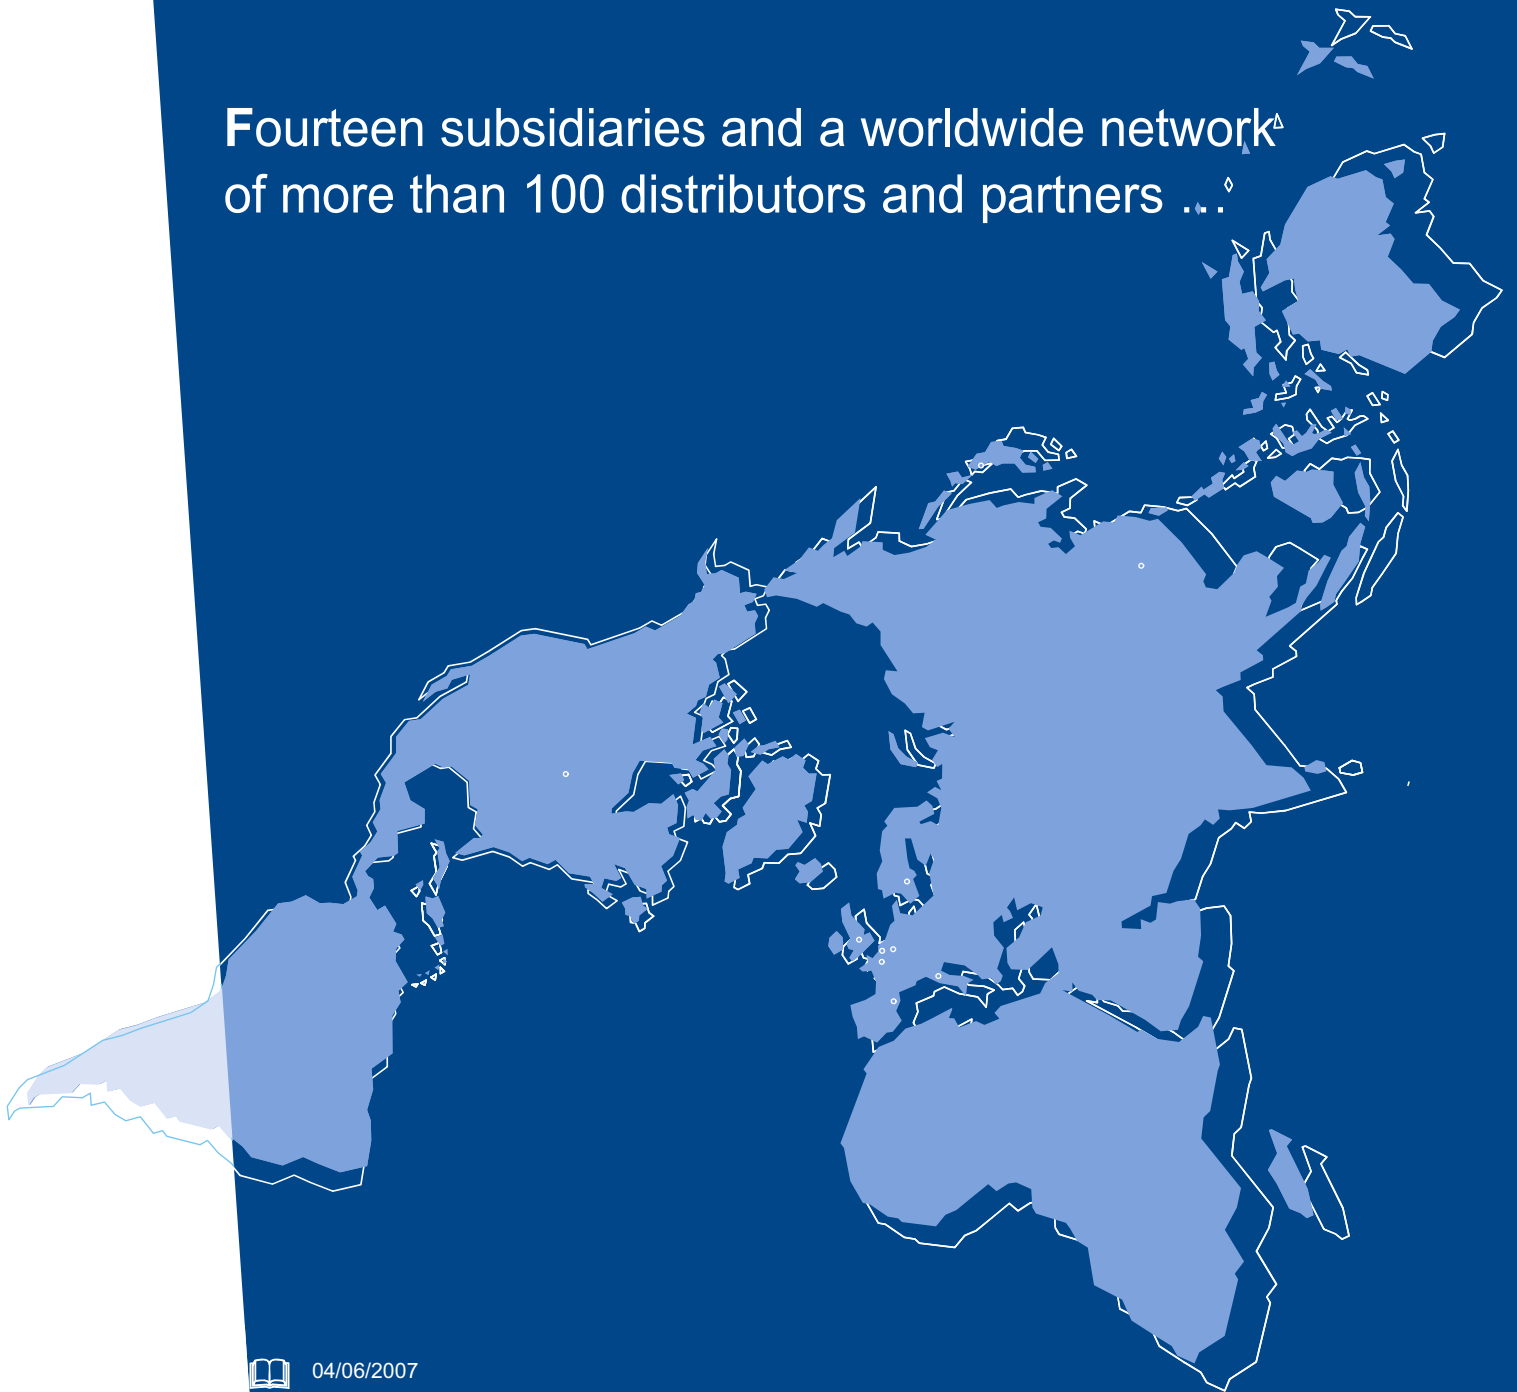 Fourteen subsidiaries and a worldwide network
of more than 100 distributors and partners ...
04/06/2007